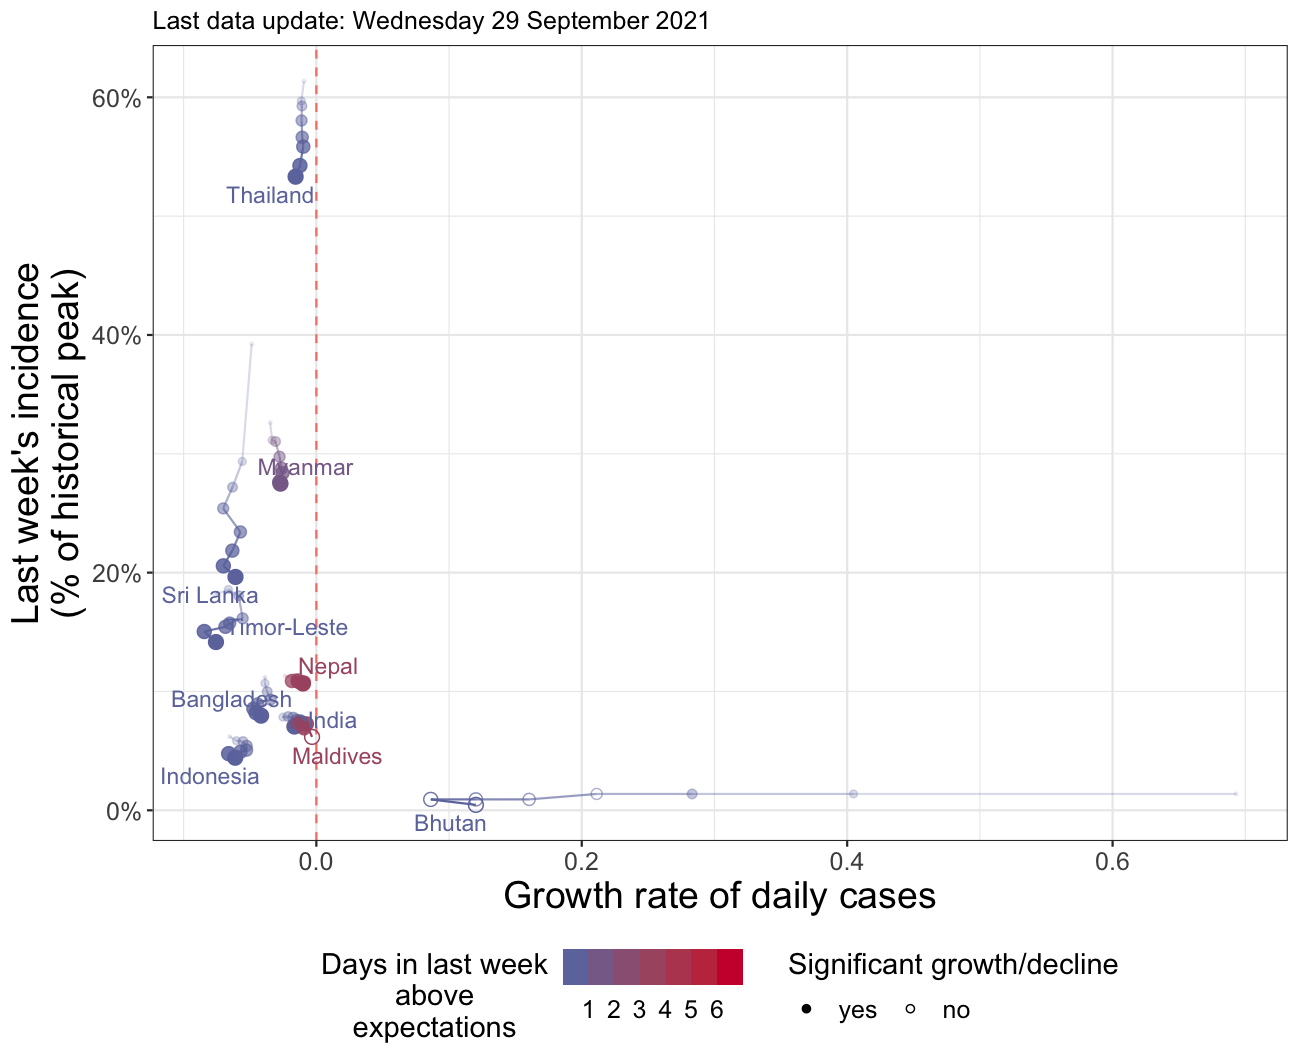 Last data update: Wednesday 29 September 2021
Last week's incidence
(% of historical peak)
60%
40%
20%
0%
Thailand
Myanmar
Sri Lanka
Timor-Leste
Nepal
Bangladesh
India
Maldives
Indonesia
Bhutan
0.0 0.2 0.4 0.6
Growth rate of daily cases
Days in last week
above
expectations
1 2 3 4 5 6
Significant growth/decline
yes no